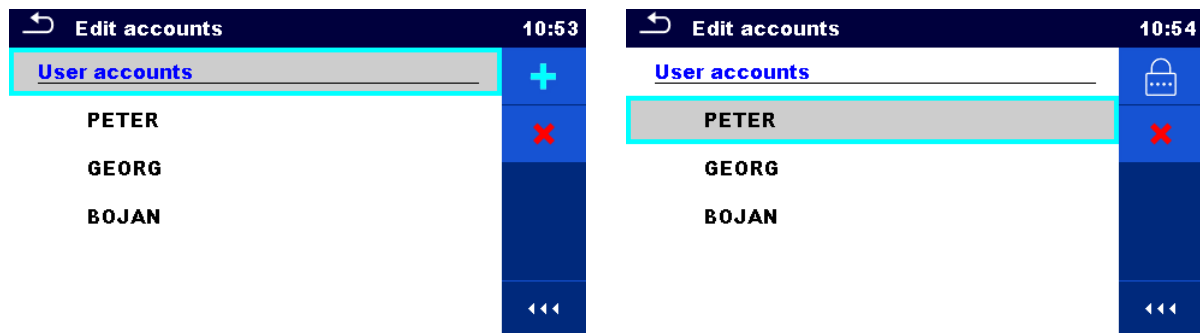 Edit accounts 10:53
User accounts
PETER
GEORG
BOJAN
Edit accounts 10:54
User accounts
PETER
GEORG
BOJAN